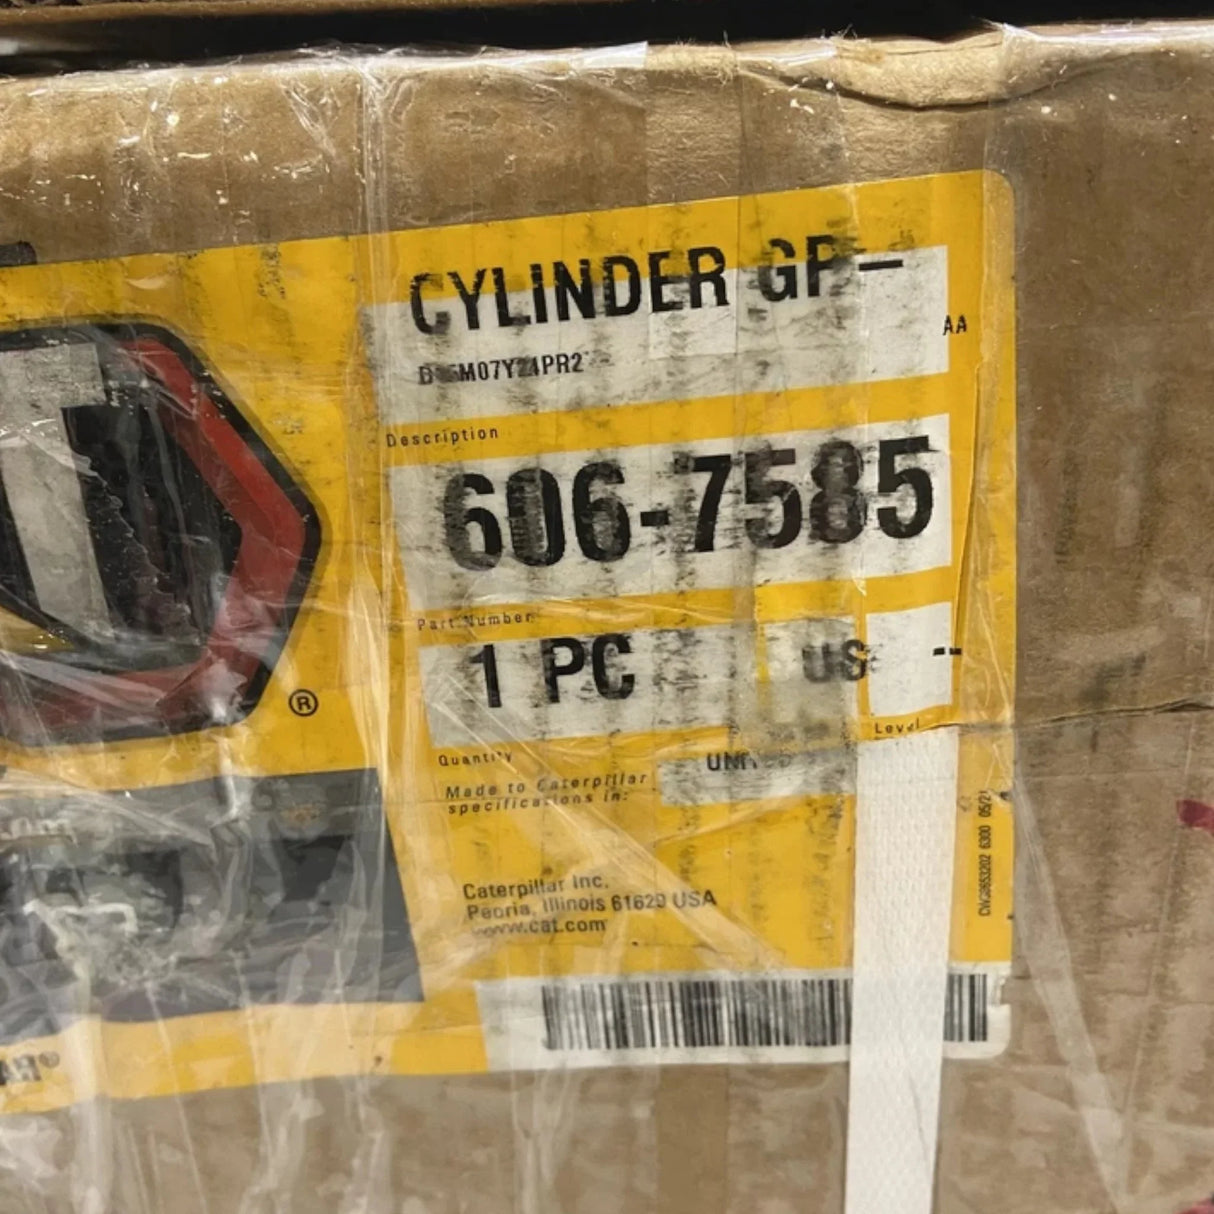 CYLINDER GP-
AA
Description
606-7585
Part Number
1 PC US --
Quantity
Level
Made to Caterpillar
specifications in:
Caterpillar Inc.
Peoria, Illinois 61629 USA
www.cat.com
®